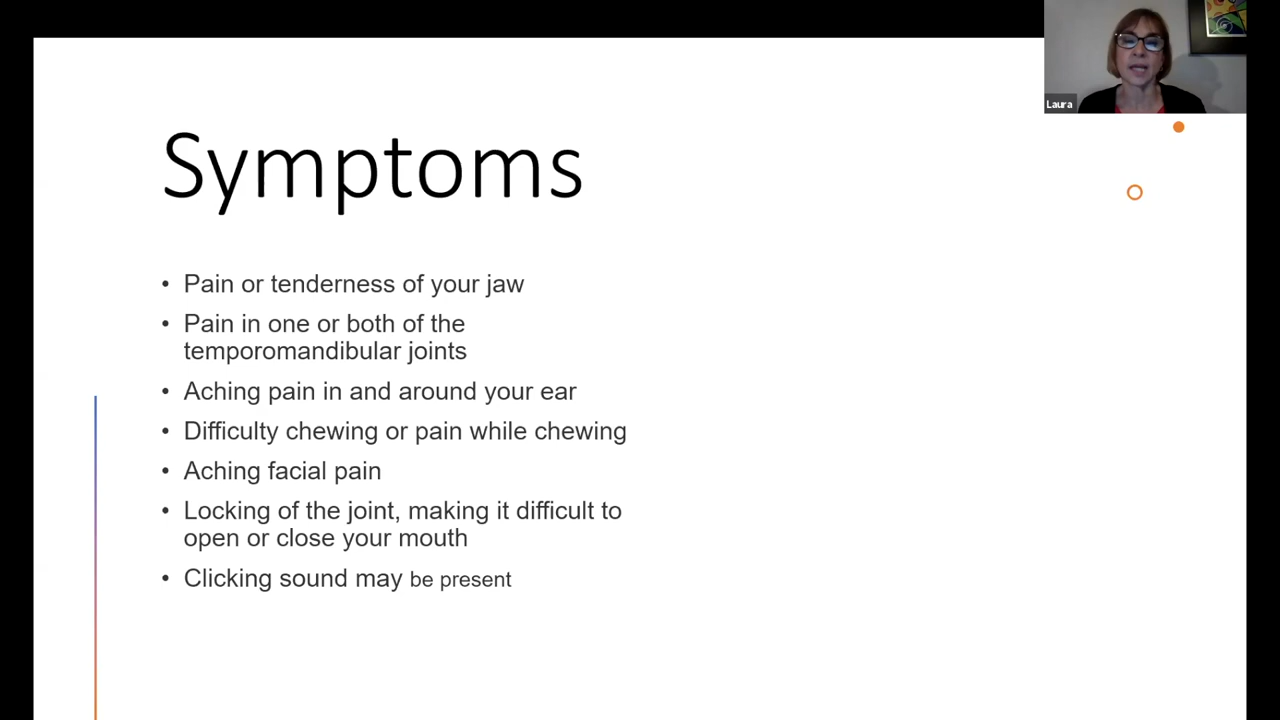 Laura
Symptoms
• Pain or tenderness of your jaw
• Pain in one or both of the
temporomandibular joints
• Aching pain in and around your ear
• Difficulty chewing or pain while chewing
• Aching facial pain
• Locking of the joint, making it difficult to
open or close your mouth
• Clicking sound may be present